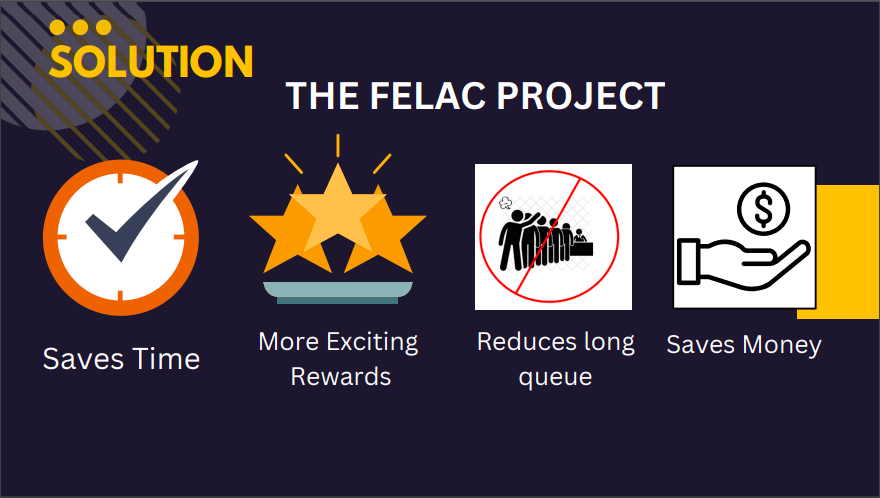 SOLUTION
THE FELAC PROJECT
Saves Time
More Exciting
Rewards
Reduces long
queue
$
Saves Money